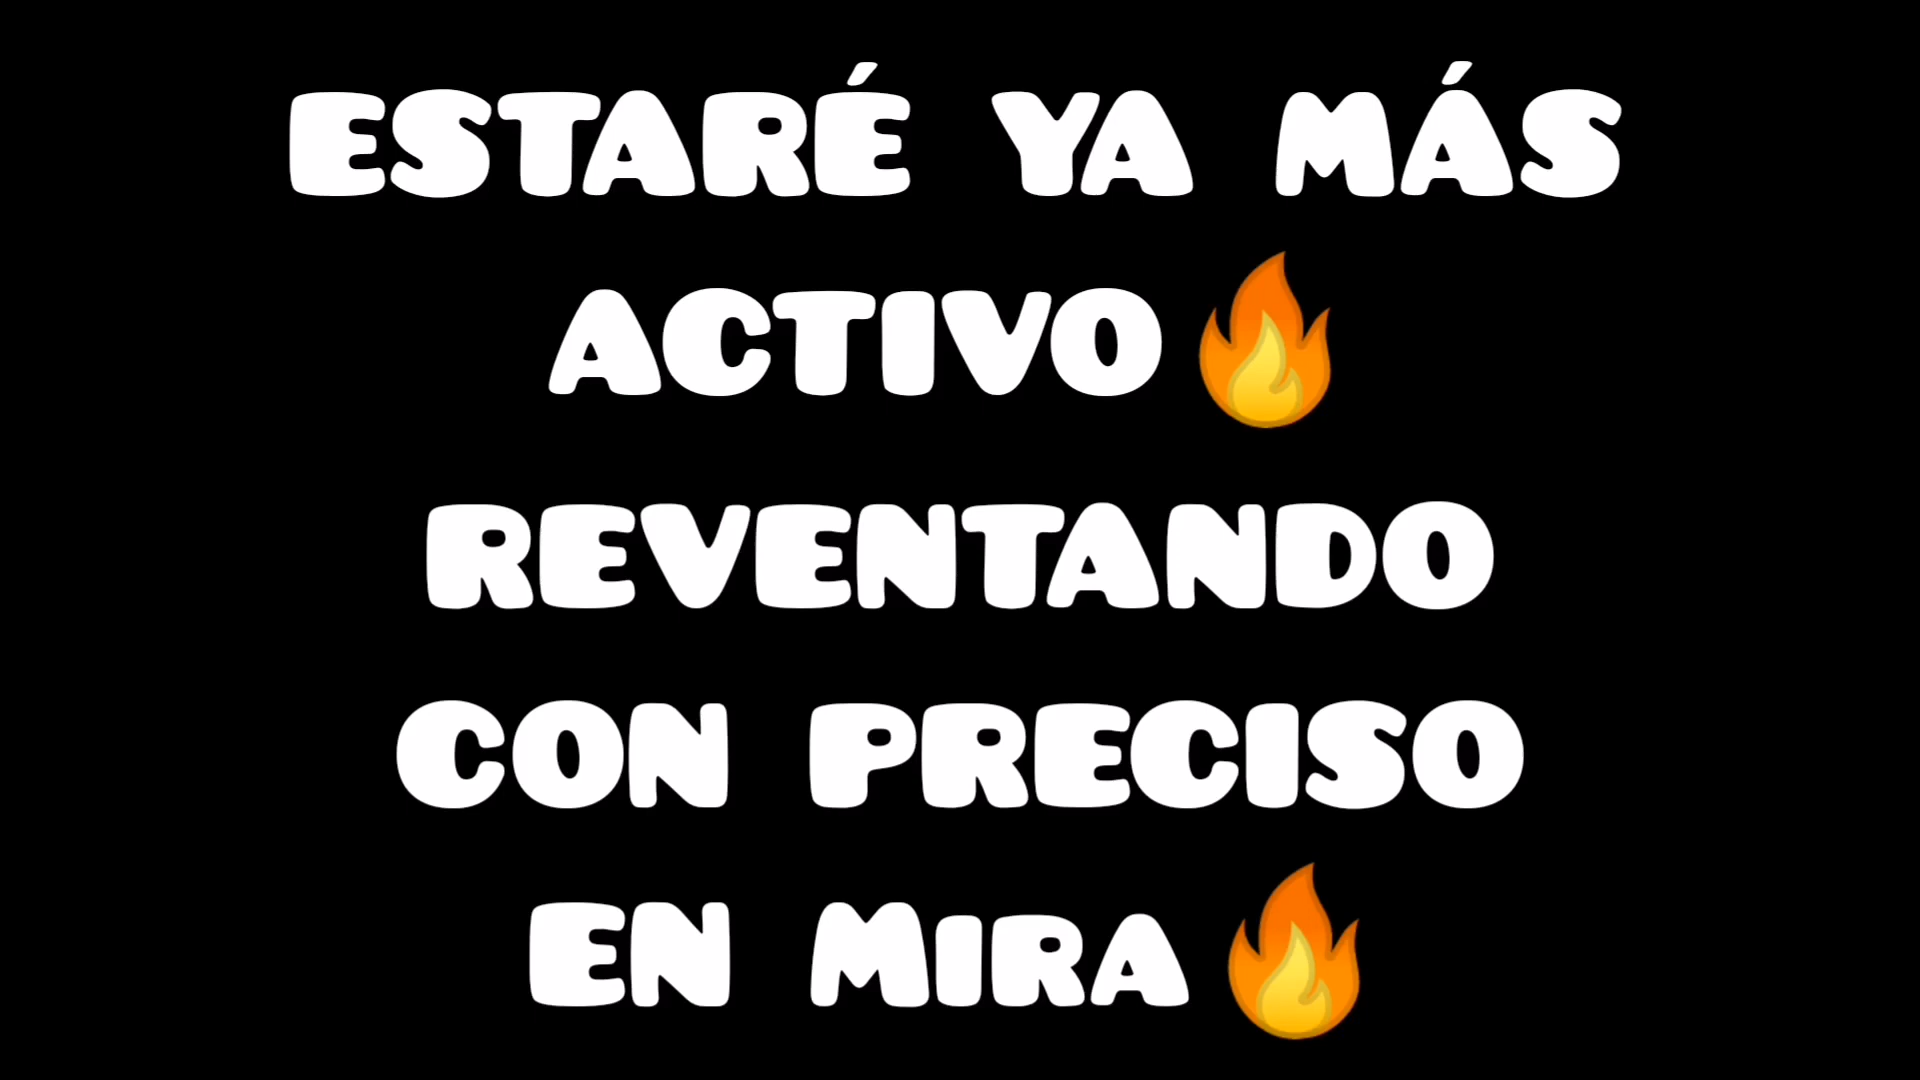 ESTARÉ YA MÁS
ACTIVO🔥
REVENTANDO
CON PRECISO
EN MIRA🔥